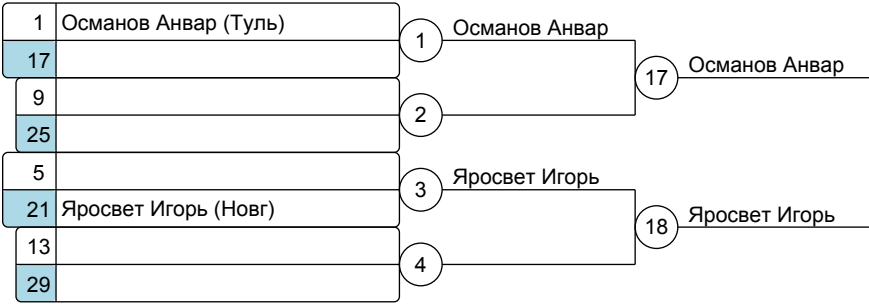 1 Османов Анвар (Туль)
17
1 Османов Анвар
17 Османов Анвар
9
25
2
5
21 Яросвет Игорь (Новг)
3 Яросвет Игорь
18 Яросвет Игорь
13
29
4